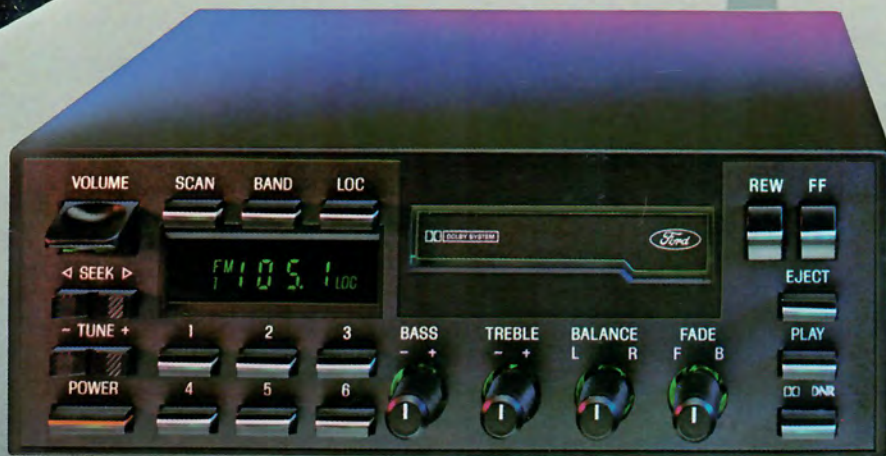 VOLUME SCAN BAND LOC
REW FF
DOLBY SYSTEM
Ford
◁ SEEK ▷
FM 1 105.1 LOC
EJECT
- TUNE +
1 2 3
BASS TREBLE BALANCE FADE
PLAY
- + - + L R F B
POWER 4 5 6
DNR